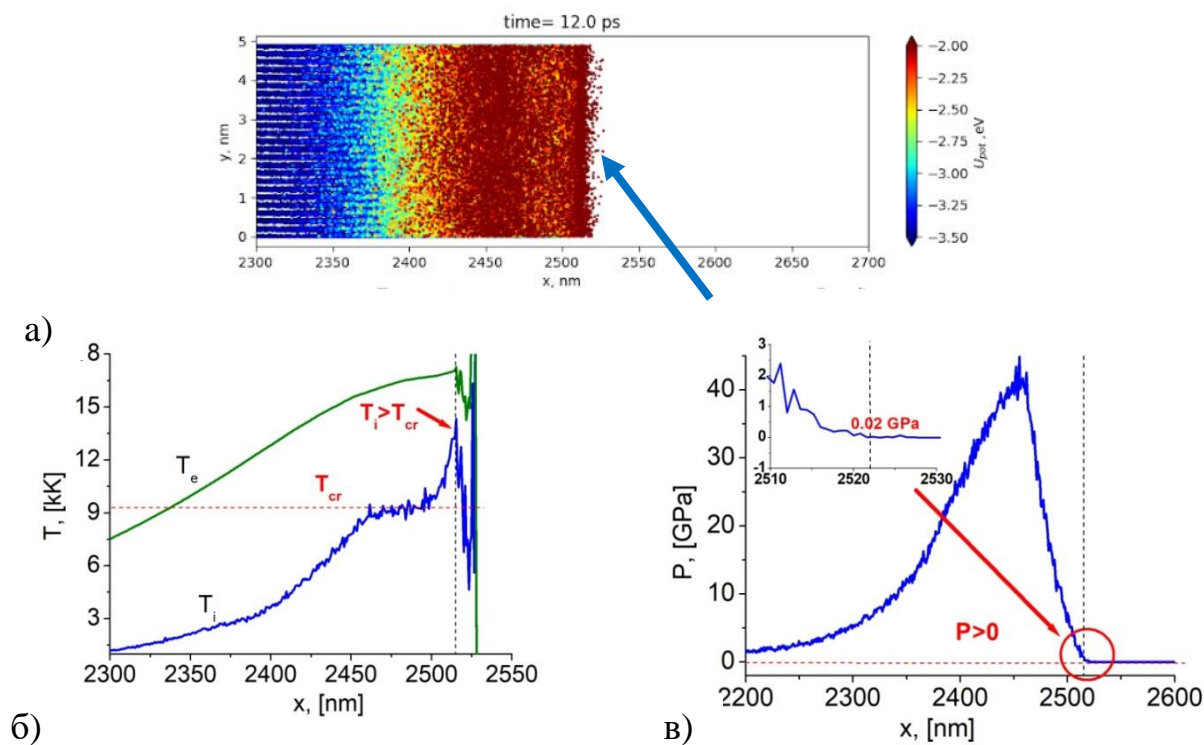 time= 12.0 ps
5
4
3
2
1
0
y, nm
2300 2350 2400 2450 2500 2550 2600 2650 2700
x, nm
−2.00
−2.25
−2.50
−2.75
−3.00
−3.25
−3.50
U_pot, eV
а)
18
15
12
9
6
3
T, [kK]
T_i>T_cr
T_e
T_cr
T_i
2300 2350 2400 2450 2500 2550
x, [nm]
б)
40
30
20
10
0
P, [GPa]
3
2
1
0
-1
0.02 GPa
2510 2520 2530
P>0
2200 2300 2400 2500 2600
x, [nm]
в)